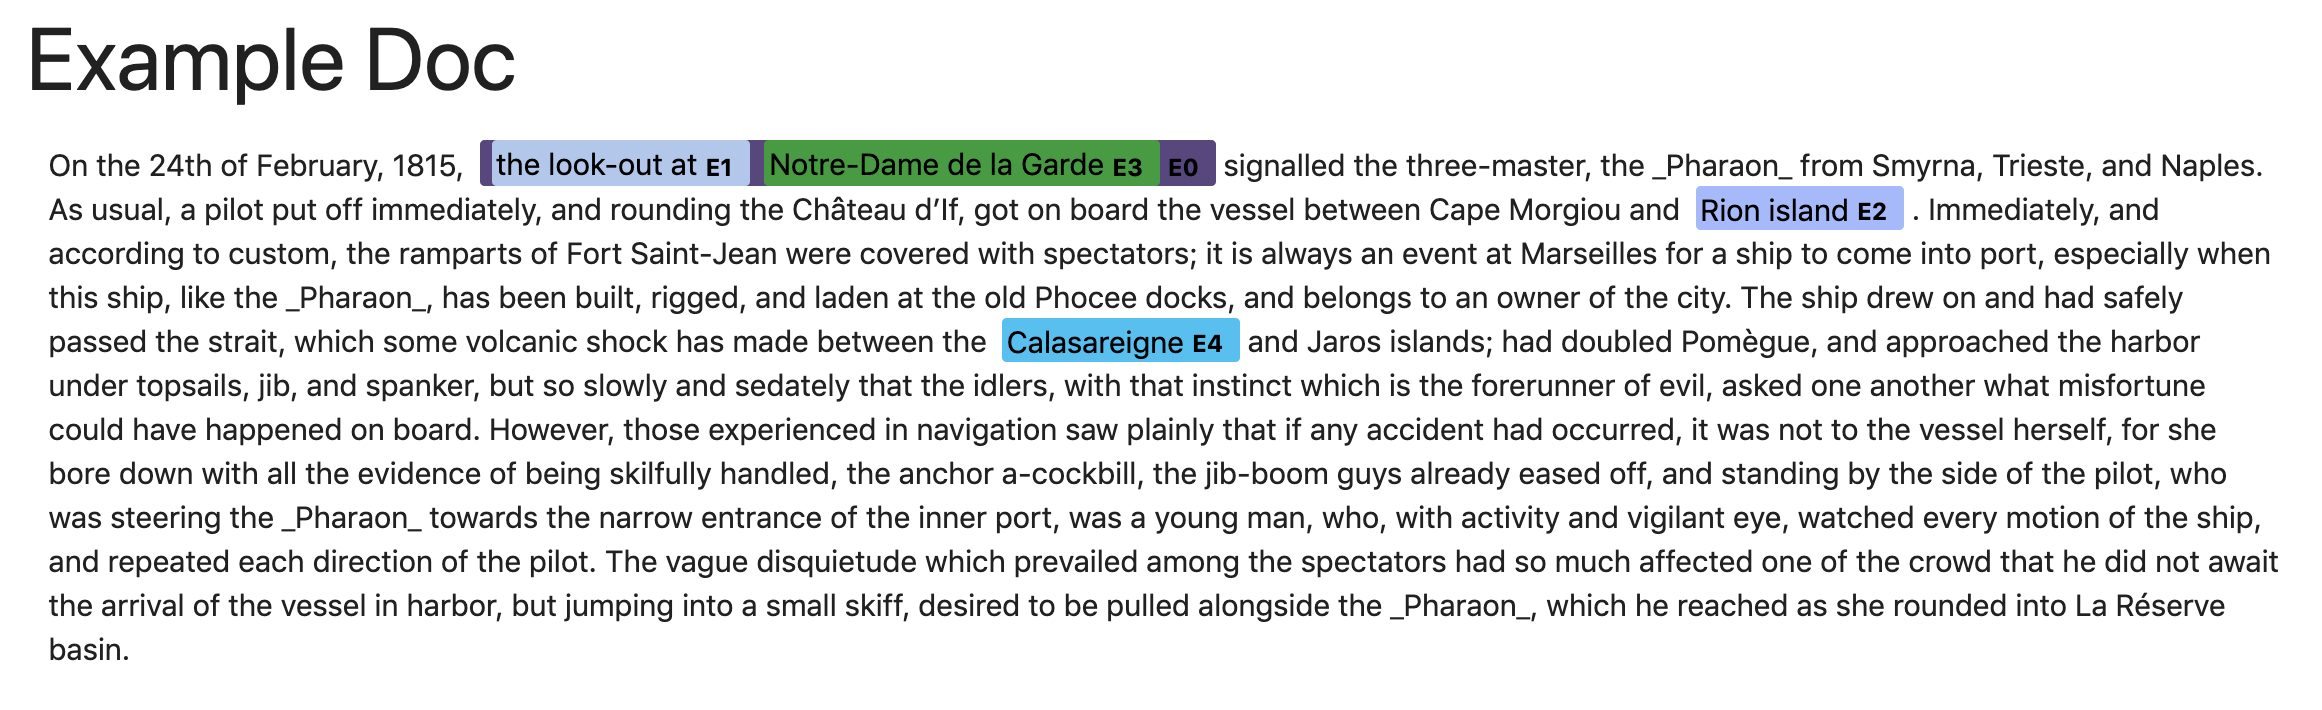 Example Doc
On the 24th of February, 1815, the look-out at E1 Notre-Dame de la Garde E3 E0 signalled the three-master, the _Pharaon_ from Smyrna, Trieste, and Naples.
As usual, a pilot put off immediately, and rounding the Château d’If, got on board the vessel between Cape Morgiou and Rion island E2 . Immediately, and
according to custom, the ramparts of Fort Saint-Jean were covered with spectators; it is always an event at Marseilles for a ship to come into port, especially when
this ship, like the _Pharaon_, has been built, rigged, and laden at the old Phocee docks, and belongs to an owner of the city. The ship drew on and had safely
passed the strait, which some volcanic shock has made between the Calasareigne E4 and Jaros islands; had doubled Pomègue, and approached the harbor
under topsails, jib, and spanker, but so slowly and sedately that the idlers, with that instinct which is the forerunner of evil, asked one another what misfortune
could have happened on board. However, those experienced in navigation saw plainly that if any accident had occurred, it was not to the vessel herself, for she
bore down with all the evidence of being skilfully handled, the anchor a-cockbill, the jib-boom guys already eased off, and standing by the side of the pilot, who
was steering the _Pharaon_ towards the narrow entrance of the inner port, was a young man, who, with activity and vigilant eye, watched every motion of the ship,
and repeated each direction of the pilot. The vague disquietude which prevailed among the spectators had so much affected one of the crowd that he did not await
the arrival of the vessel in harbor, but jumping into a small skiff, desired to be pulled alongside the _Pharaon_, which he reached as she rounded into La Réserve
basin.